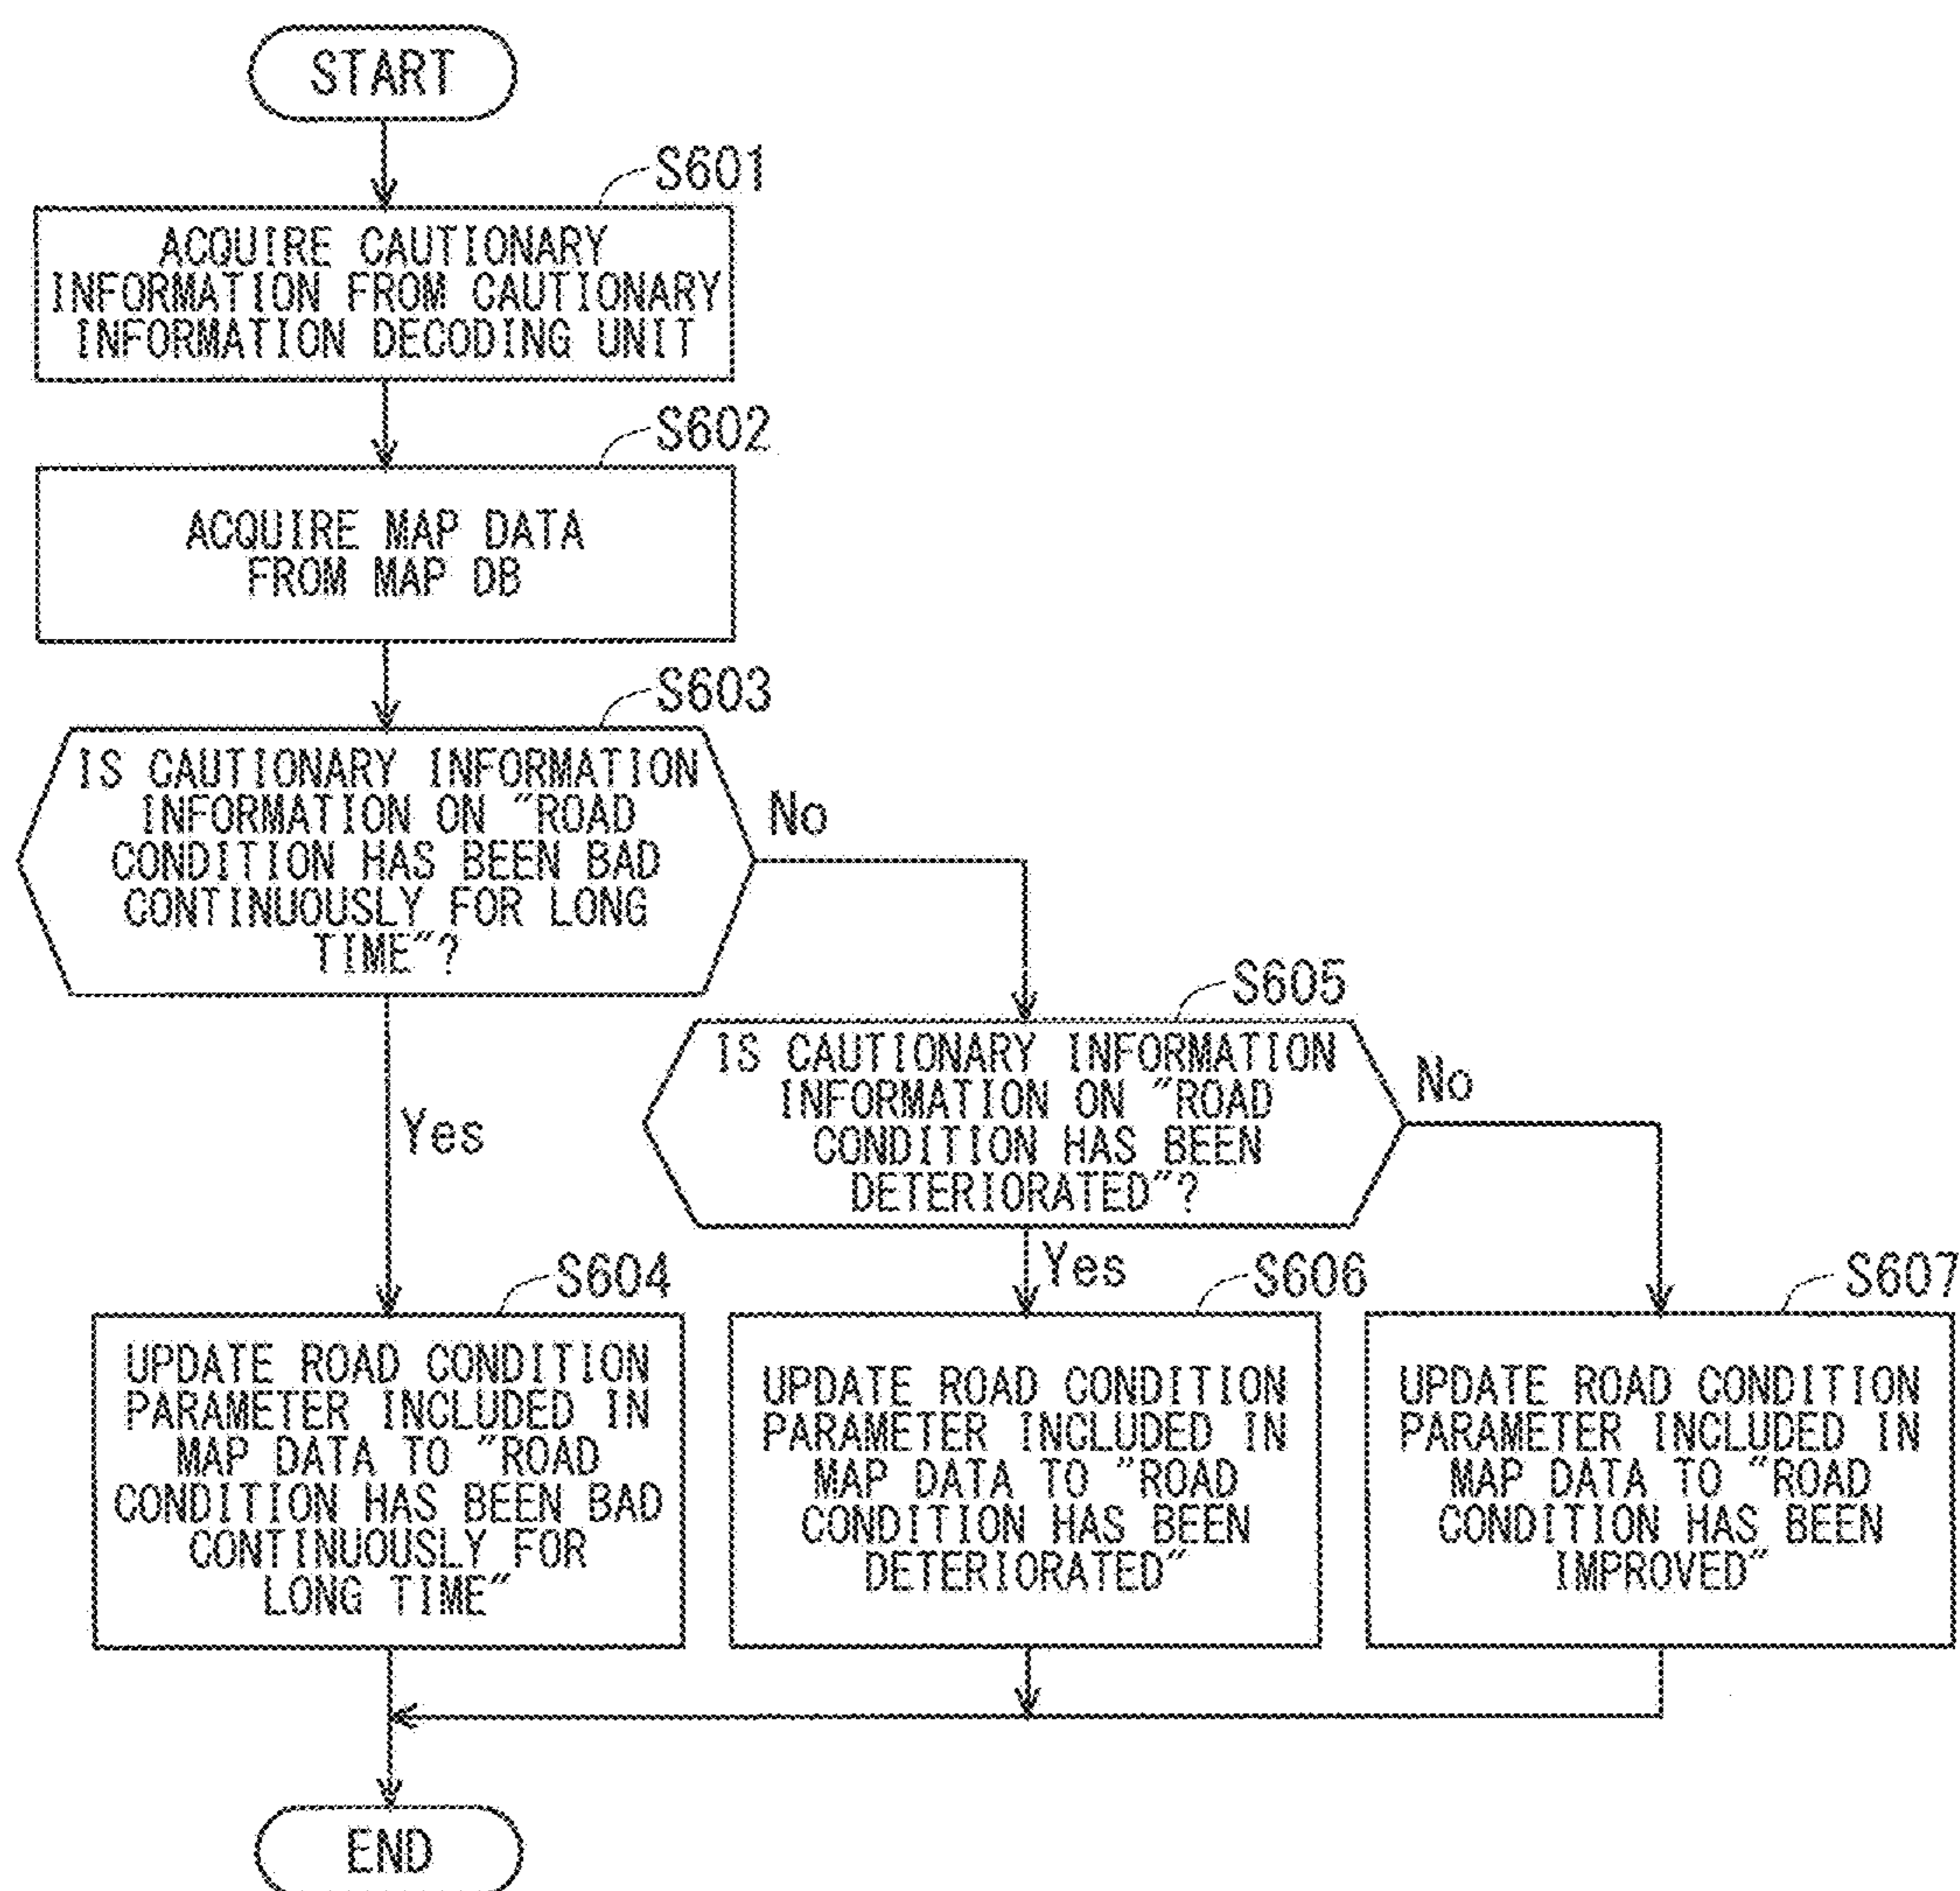 START
S601
ACQUIRE CAUTIONARY
INFORMATION FROM CAUTIONARY
INFORMATION DECODING UNIT
S602
ACQUIRE MAP DATA
FROM MAP DB
S603
IS CAUTIONARY INFORMATION
INFORMATION ON "ROAD
CONDITION HAS BEEN BAD
CONTINUOUSLY FOR LONG
TIME"?
No
Yes
S605
IS CAUTIONARY INFORMATION
INFORMATION ON "ROAD
CONDITION HAS BEEN
DETERIORATED"?
No
Yes
S604
UPDATE ROAD CONDITION
PARAMETER INCLUDED IN
MAP DATA TO "ROAD
CONDITION HAS BEEN BAD
CONTINUOUSLY FOR
LONG TIME"
S606
UPDATE ROAD CONDITION
PARAMETER INCLUDED IN
MAP DATA TO "ROAD
CONDITION HAS BEEN
DETERIORATED"
S607
UPDATE ROAD CONDITION
PARAMETER INCLUDED IN
MAP DATA TO "ROAD
CONDITION HAS BEEN
IMPROVED"
END